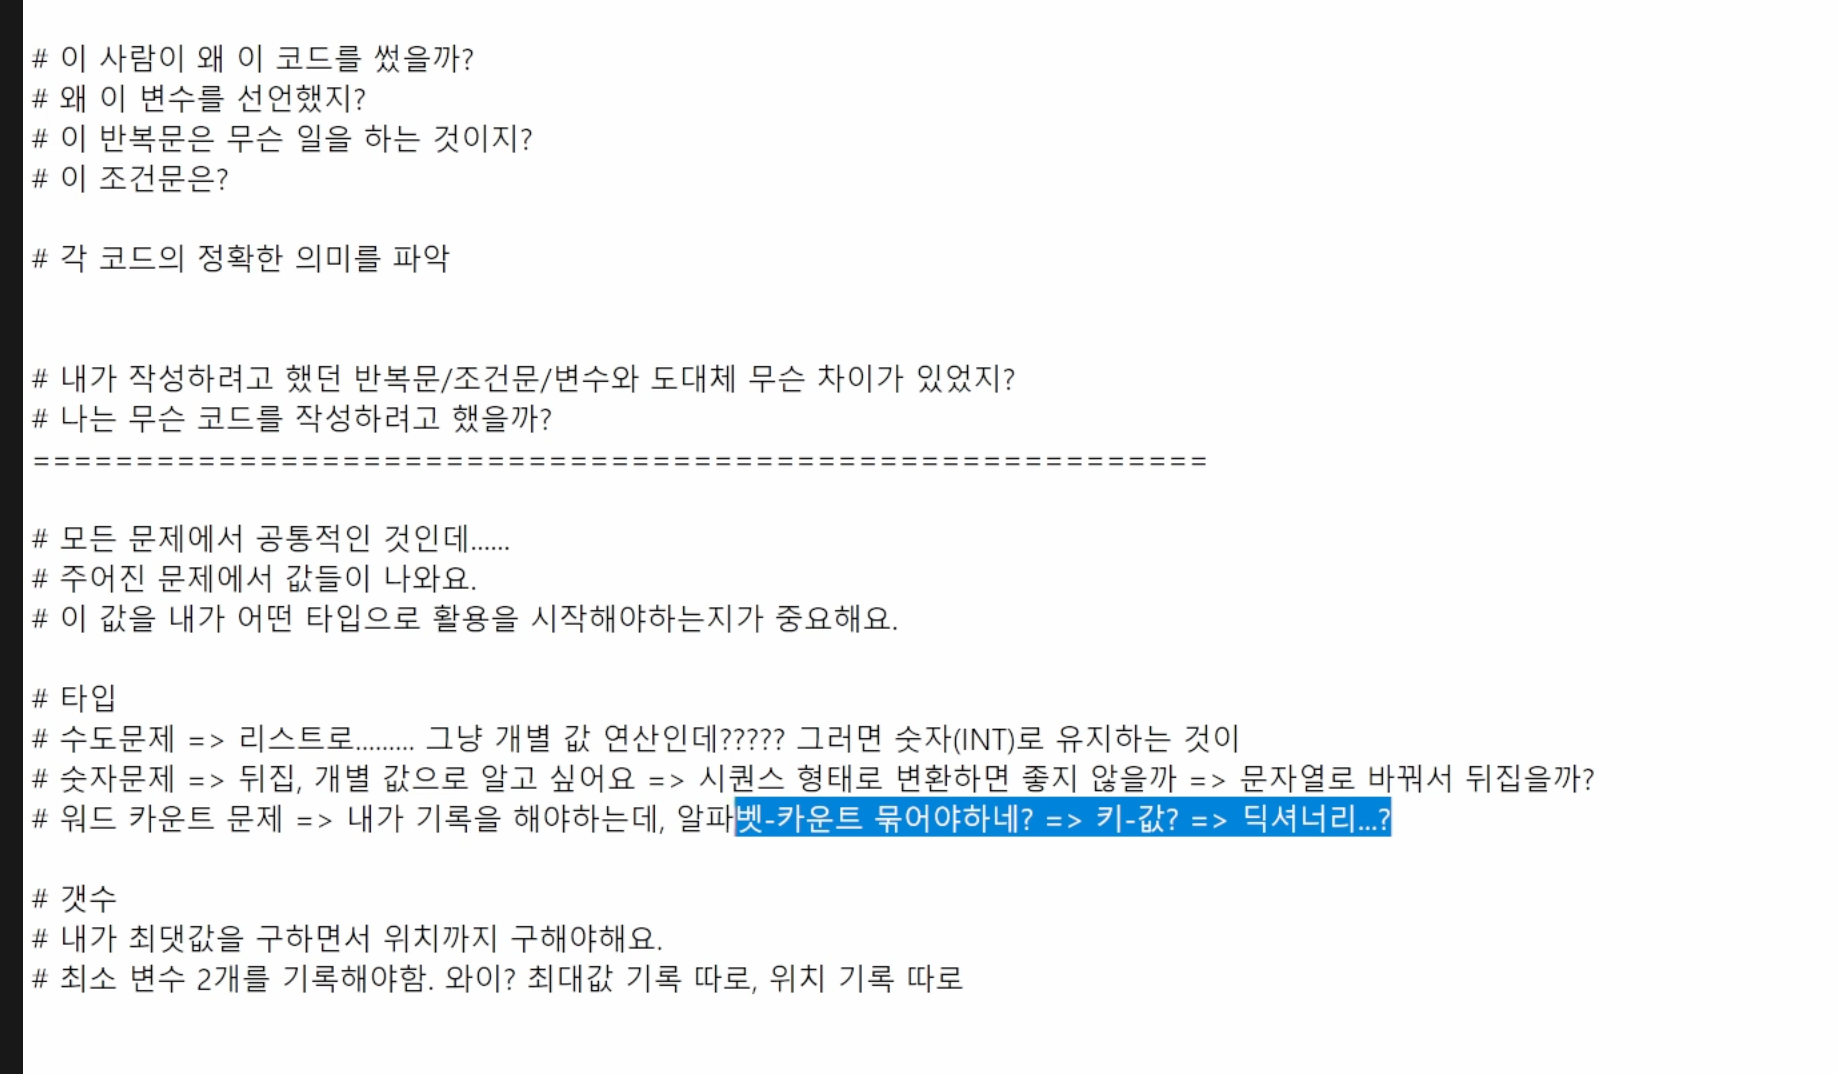 # 이 사람이 왜 이 코드를 썼을까?
# 왜 이 변수를 선언했지?
# 이 반복문은 무슨 일을 하는 것이지?
# 이 조건문은?
# 각 코드의 정확한 의미를 파악
# 내가 작성하려고 했던 반복문/조건문/변수와 도대체 무슨 차이가 있었지?
# 나는 무슨 코드를 작성하려고 했을까?
=========================================================
# 모든 문제에서 공통적인 것인데......
# 주어진 문제에서 값들이 나와요.
# 이 값을 내가 어떤 타입으로 활용을 시작해야하는지가 중요해요.
# 타입
# 수도문제 => 리스트로......... 그냥 개별 값 연산인데????? 그러면 숫자(INT)로 유지하는 것이
# 숫자문제 => 뒤집, 개별 값으로 알고 싶어요 => 시퀀스 형태로 변환하면 좋지 않을까 => 문자열로 바꿔서 뒤집을까?
# 워드 카운트 문제 => 내가 기록을 해야하는데, 알파벳-카운트 묶어야하네? => 키-값? => 딕셔너리...?
# 갯수
# 내가 최댓값을 구하면서 위치까지 구해야해요.
# 최소 변수 2개를 기록해야함. 와이? 최대값 기록 따로, 위치 기록 따로